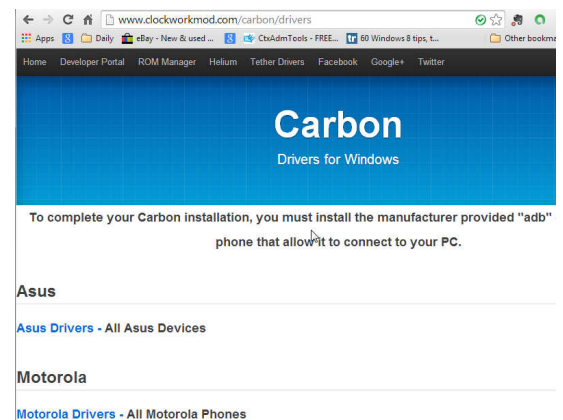 www.clockworkmod.com/carbon/drivers
Apps Daily eBay - New & used ... CtxAdmTools - FREE... 60 Windows 8 tips, t... Other bookma
Home Developer Portal ROM Manager Helium Tether Drivers Facebook Google+ Twitter
Carbon
Drivers for Windows
To complete your Carbon installation, you must install the manufacturer provided "adb"
phone that allow it to connect to your PC.
Asus
Asus Drivers - All Asus Devices
Motorola
Motorola Drivers - All Motorola Phones